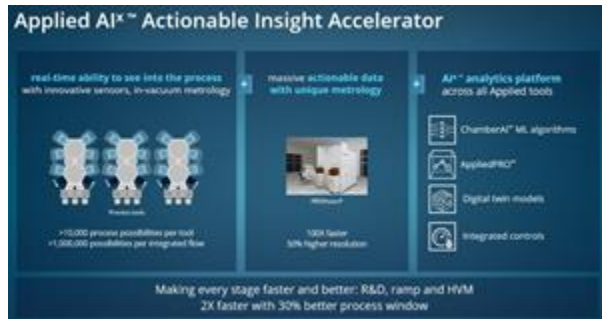 Applied AIˣ™ Actionable Insight Accelerator
real-time ability to see into the process
with innovative sensors, in-vacuum metrology
Process tools
>10,000 process possibilities per tool
>1,000,000 possibilities per integrated flow
+
massive actionable data
with unique metrology
100X faster
50% higher resolution
+
AIˣ™ analytics platform
across all Applied tools
ChamberAI™ ML algorithms
AppliedPRO™
Digital twin models
Integrated controls
Making every stage faster and better: R&D, ramp and HVM
2X faster with 30% better process window